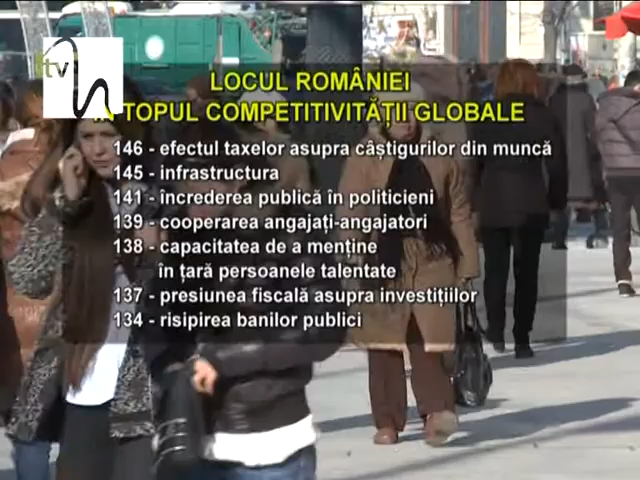 tv
LOCUL ROMÂNIEI
ÎN TOPUL COMPETITIVITĂȚII GLOBALE
146 - efectul taxelor asupra câștigurilor din muncă
145 - infrastructura
141 - încrederea publică în politicieni
139 - cooperarea angajați-angajatori
138 - capacitatea de a menține
în țară persoanele talentate
137 - presiunea fiscală asupra investițiilor
134 - risipirea banilor publici